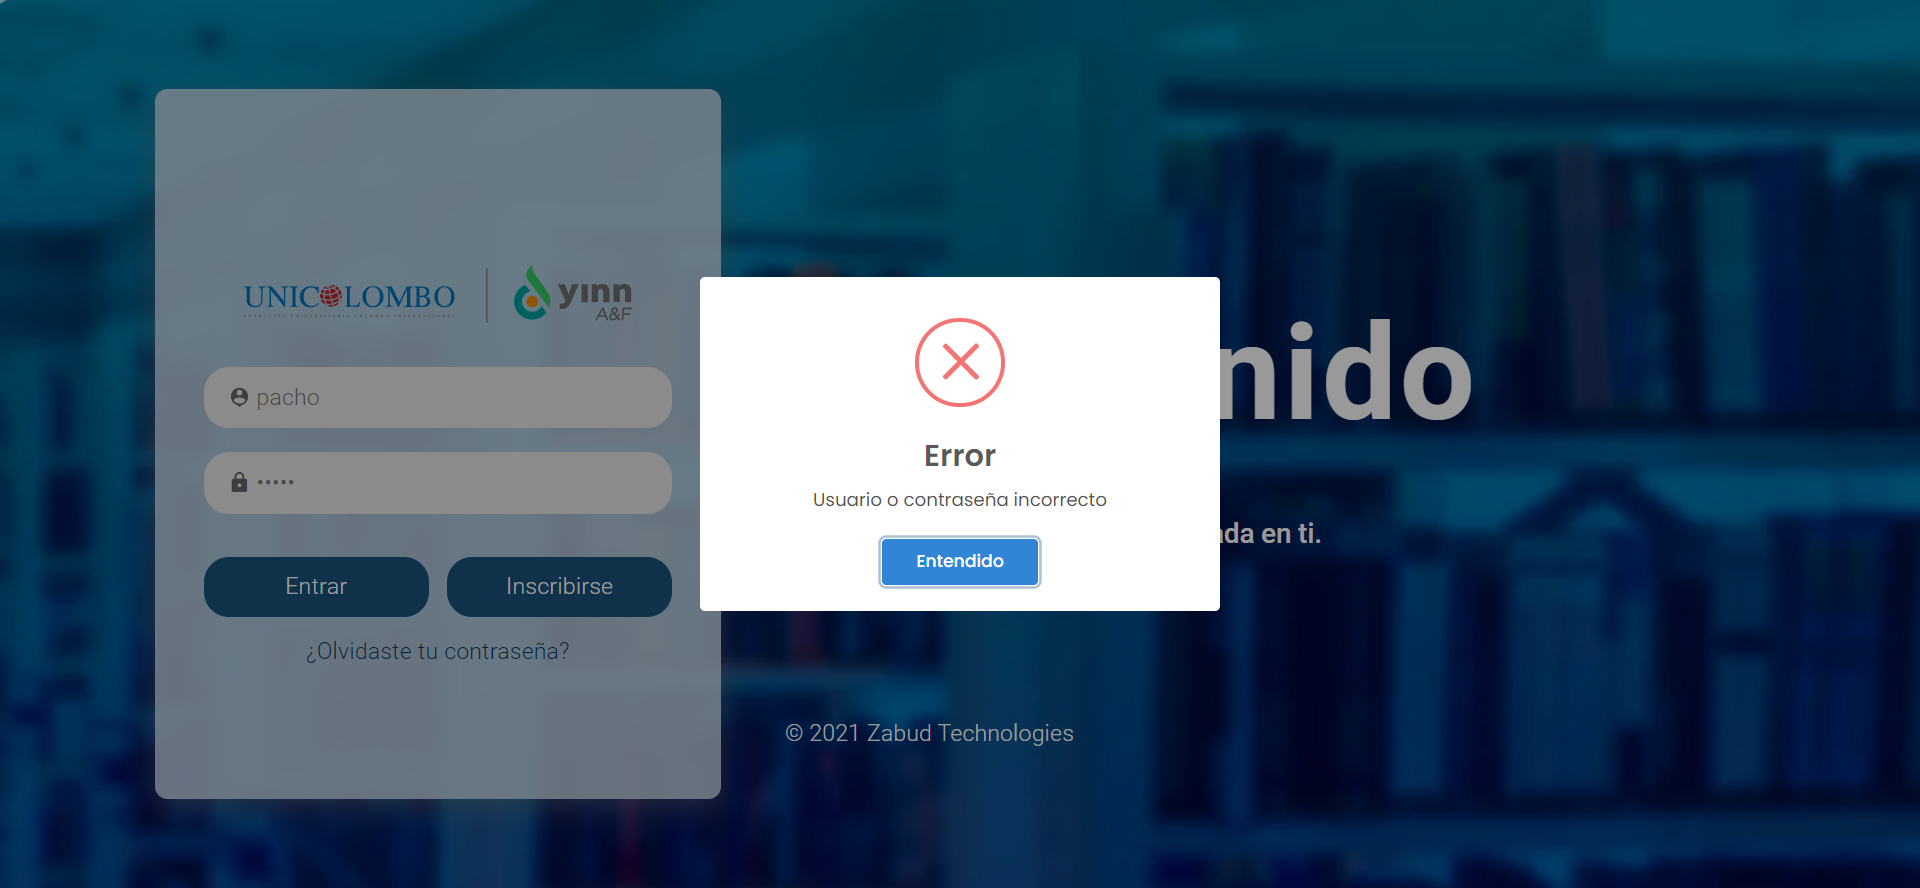 UNICOLOMBO
yinn
A&F
pacho
Entrar
Inscribirse
¿Olvidaste tu contraseña?
Error
Usuario o contraseña incorrecto
Entendido
nido
da en ti.
© 2021 Zabud Technologies